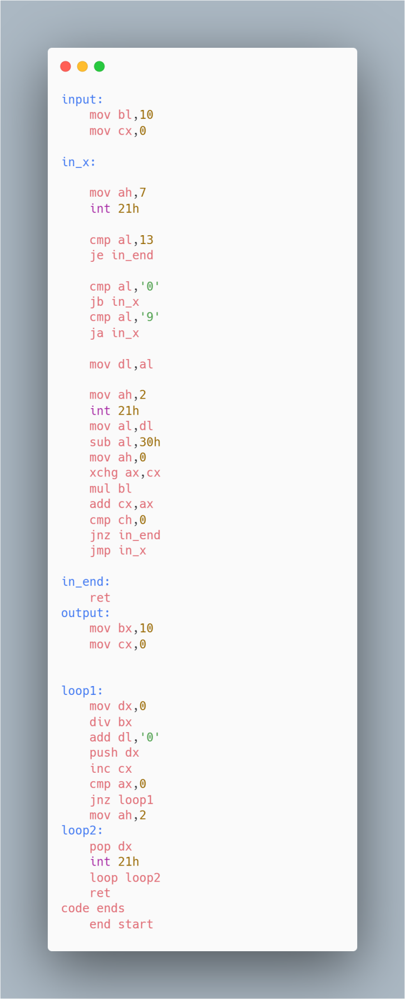 input:
    mov bl,10
    mov cx,0
in_x:
    mov ah,7
    int 21h
    cmp al,13
    je in_end
    cmp al,'0'
    jb in_x
    cmp al,'9'
    ja in_x
    mov dl,al
    mov ah,2
    int 21h
    mov al,dl
    sub al,30h
    mov ah,0
    xchg ax,cx
    mul bl
    add cx,ax
    cmp ch,0
    jnz in_end
    jmp in_x
in_end:
    ret
output:
    mov bx,10
    mov cx,0
loop1:
    mov dx,0
    div bx
    add dl,'0'
    push dx
    inc cx
    cmp ax,0
    jnz loop1
    mov ah,2
loop2:
    pop dx
    int 21h
    loop loop2
    ret
code ends
    end start